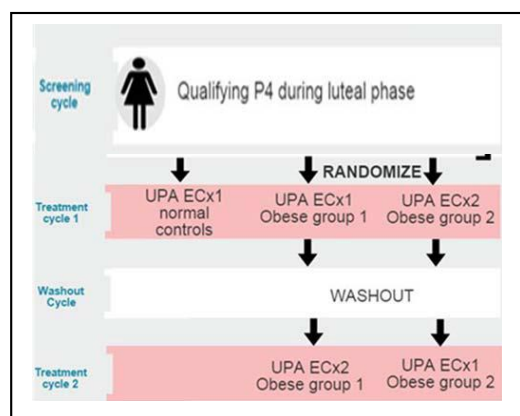 Screening
cycle
Qualifying P4 during luteal phase
RANDOMIZE
Treatment
cycle 1
UPA ECx1
normal
controls
UPA ECx1
Obese group 1
UPA ECx2
Obese group 2
Washout
Cycle
WASHOUT
Treatment
cycle 2
UPA ECx2
Obese group 1
UPA ECx1
Obese group 2